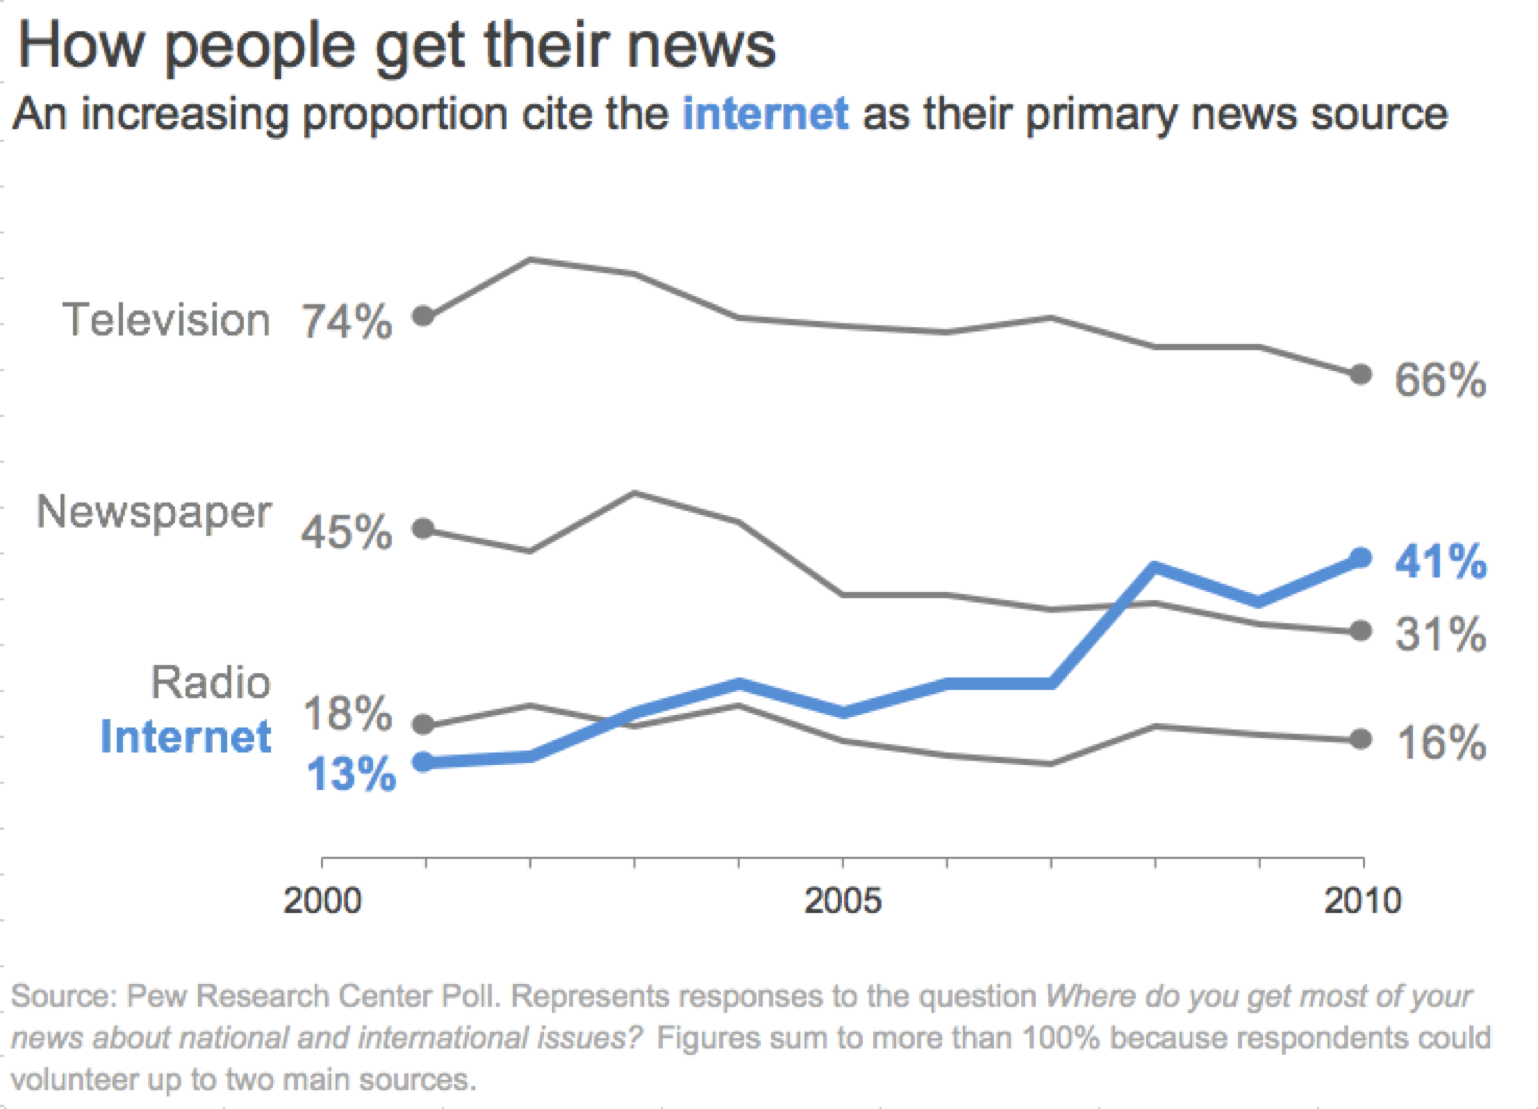 How people get their news
An increasing proportion cite the internet as their primary news source
Television 74%
66%
Newspaper 45%
41%
31%
Radio
18%
Internet
13%
16%
2000 2005 2010
Source: Pew Research Center Poll. Represents responses to the question Where do you get most of your
news about national and international issues? Figures sum to more than 100% because respondents could
volunteer up to two main sources.